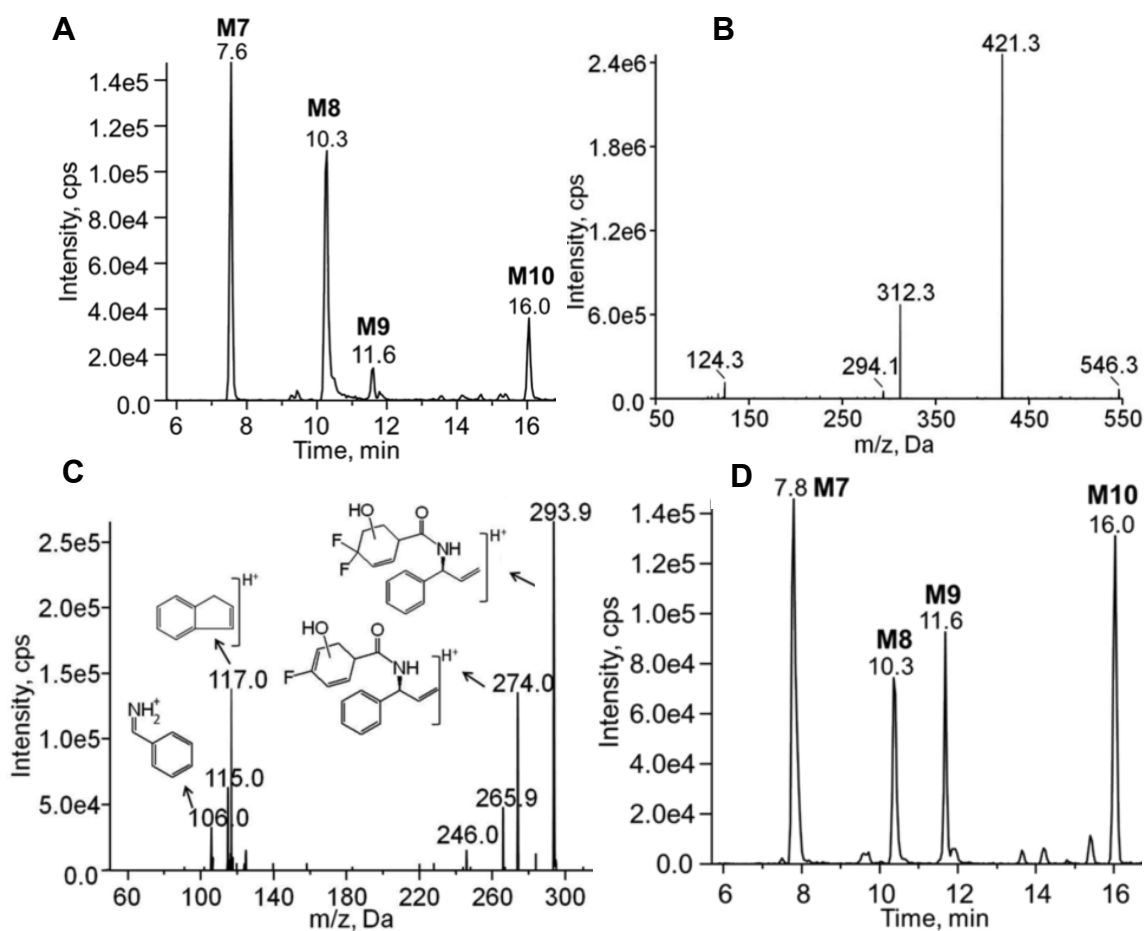 A
M7
7.6
M8
10.3
M9
11.6
M10
16.0
1.4e5
1.2e5
1.0e5
8.0e4
6.0e4
4.0e4
2.0e4
0.0
Intensity, cps
6 8 10 12 14 16
Time, min
B
421.3
312.3
124.3
294.1
546.3
2.4e6
1.8e6
1.2e6
6.0e5
0.0
Intensity, cps
50 150 250 350 450 550
m/z, Da
C
293.9
HO
O
NH
F
F
H+
HO
O
NH
F
H+
274.0
H+
117.0
NH2+
115.0
106.0
265.9
246.0
2.5e5
2.0e5
1.5e5
1.0e5
5.0e4
0.0
Intensity, cps
60 100 140 180 220 260 300
m/z, Da
D
7.8 M7
M8
10.3
M9
11.6
M10
16.0
1.4e5
1.2e5
1.0e5
8.0e4
6.0e4
4.0e4
2.0e4
0.0
Intensity, cps
6 8 10 12 14 16
Time, min